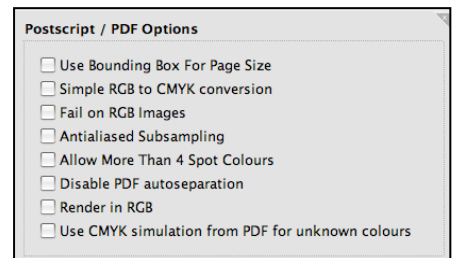 Postscript / PDF Options
Use Bounding Box For Page Size
Simple RGB to CMYK conversion
Fail on RGB Images
Antialiased Subsampling
Allow More Than 4 Spot Colours
Disable PDF autoseparation
Render in RGB
Use CMYK simulation from PDF for unknown colours